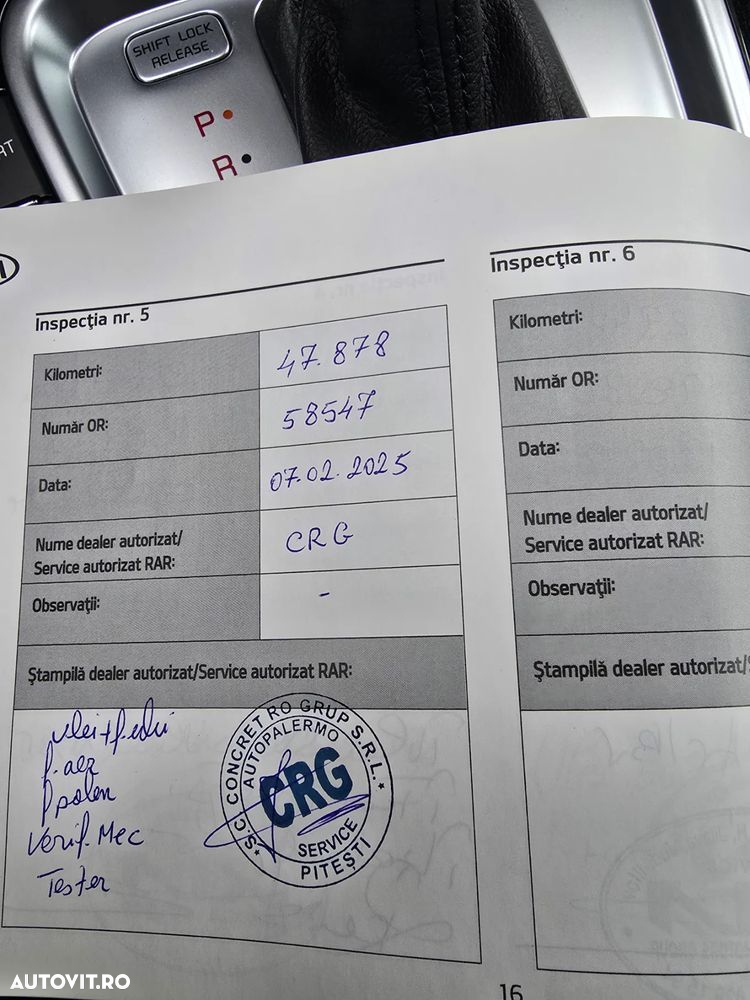 SHIFT LOCK
RELEASE
P
R
AT
Inspecţia nr. 5
Kilometri: 47.878
Număr OR: 58547
Data: 07.02.2025
Nume dealer autorizat/
Service autorizat RAR: CRG
Observaţii: -
Ştampilă dealer autorizat/Service autorizat RAR:
f. aer
f polen
Verif. Mec
Tester
S.C. CONCRET RO GRUP S.R.L.
AUTOPALERMO
CRG
SERVICE
PITEŞTI
Inspecţia nr. 6
Kilometri:
Număr OR:
Data:
Nume dealer autorizat/
Service autorizat RAR:
Observaţii:
Ştampilă dealer autorizat/
16
AUTOVIT.RO